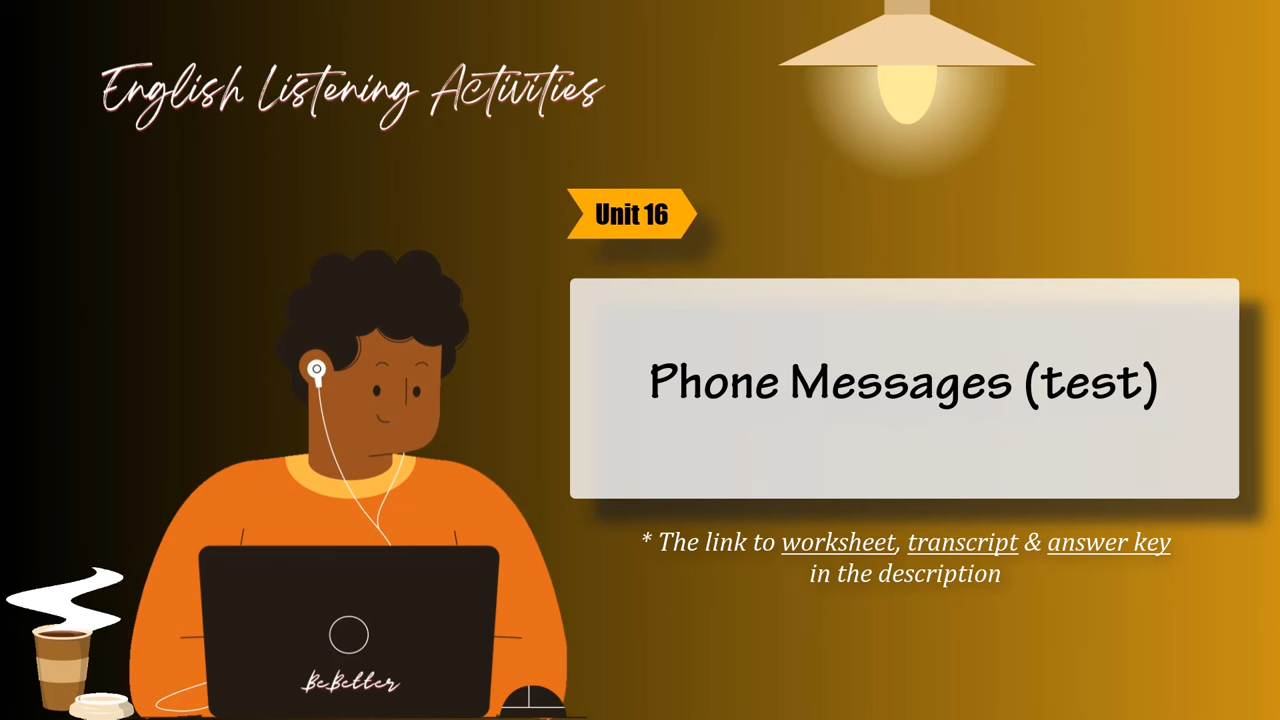 English Listening Activities
Unit 16
Phone Messages (test)
* The link to worksheet, transcript & answer key
in the description
BeBetter